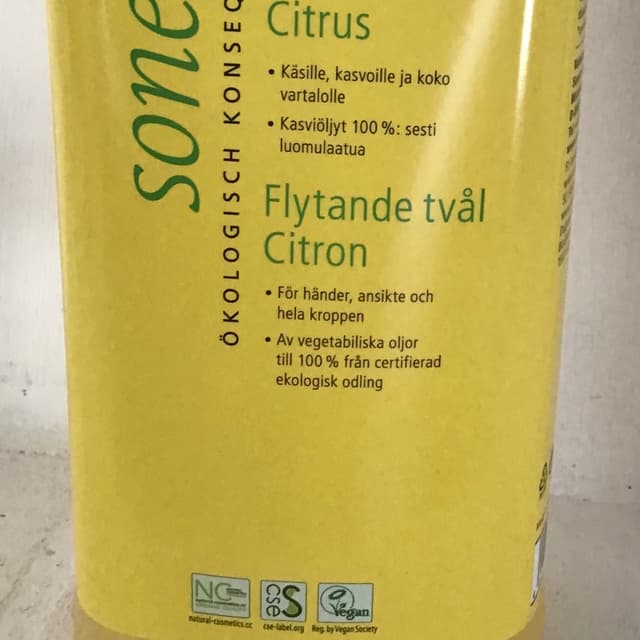 sone
ÖKOLOGISCH KONSEQ
Citrus
• Käsille, kasvoille ja koko
vartalolle
• Kasviöljyt 100 %: sesti
luomulaatua
Flytande tvål
Citron
• För händer, ansikte och
hela kroppen
• Av vegetabiliska oljor
till 100 % från certifierad
ekologisk odling
NC
natural-cosmetics.cc
CSE
cse-label.org
Vegan
Reg. by Vegan Society